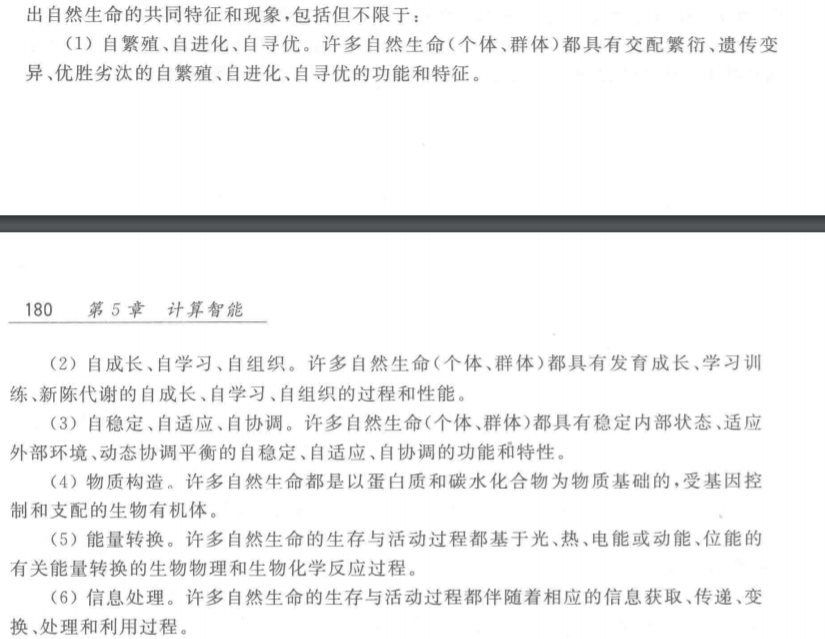 出自然生命的共同特征和现象,包括但不限于:
(1) 自繁殖、自进化、自寻优。许多自然生命(个体、群体)都具有交配繁衍、遗传变
异、优胜劣汰的自繁殖、自进化、自寻优的功能和特征。
180 第 5 章 计算智能
(2) 自成长、自学习、自组织。许多自然生命(个体、群体)都具有发育成长、学习训
练、新陈代谢的自成长、自学习、自组织的过程和性能。
(3) 自稳定、自适应、自协调。许多自然生命(个体、群体)都具有稳定内部状态、适应
外部环境、动态协调平衡的自稳定、自适应、自协调的功能和特性。
(4) 物质构造。许多自然生命都是以蛋白质和碳水化合物为物质基础的,受基因控
制和支配的生物有机体。
(5) 能量转换。许多自然生命的生存与活动过程都基于光、热、电能或动能、位能的
有关能量转换的生物物理和生物化学反应过程。
(6) 信息处理。许多自然生命的生存与活动过程都伴随着相应的信息获取、传递、变
换、处理和利用过程。